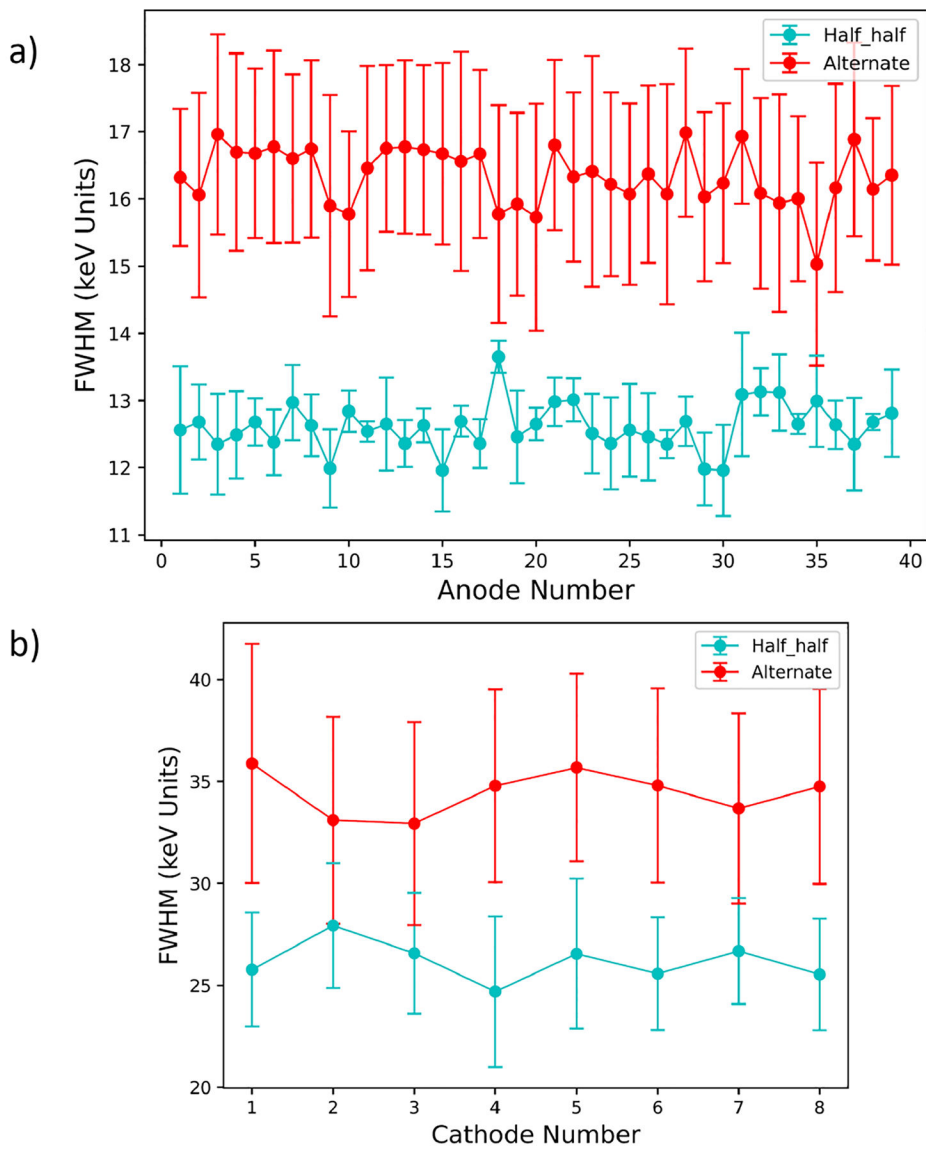 a)
Half_half
Alternate
18
17
16
15
14
13
12
11
FWHM (keV Units)
0 5 10 15 20 25 30 35 40
Anode Number
b)
Half_half
Alternate
40
35
30
25
20
FWHM (keV Units)
1 2 3 4 5 6 7 8
Cathode Number